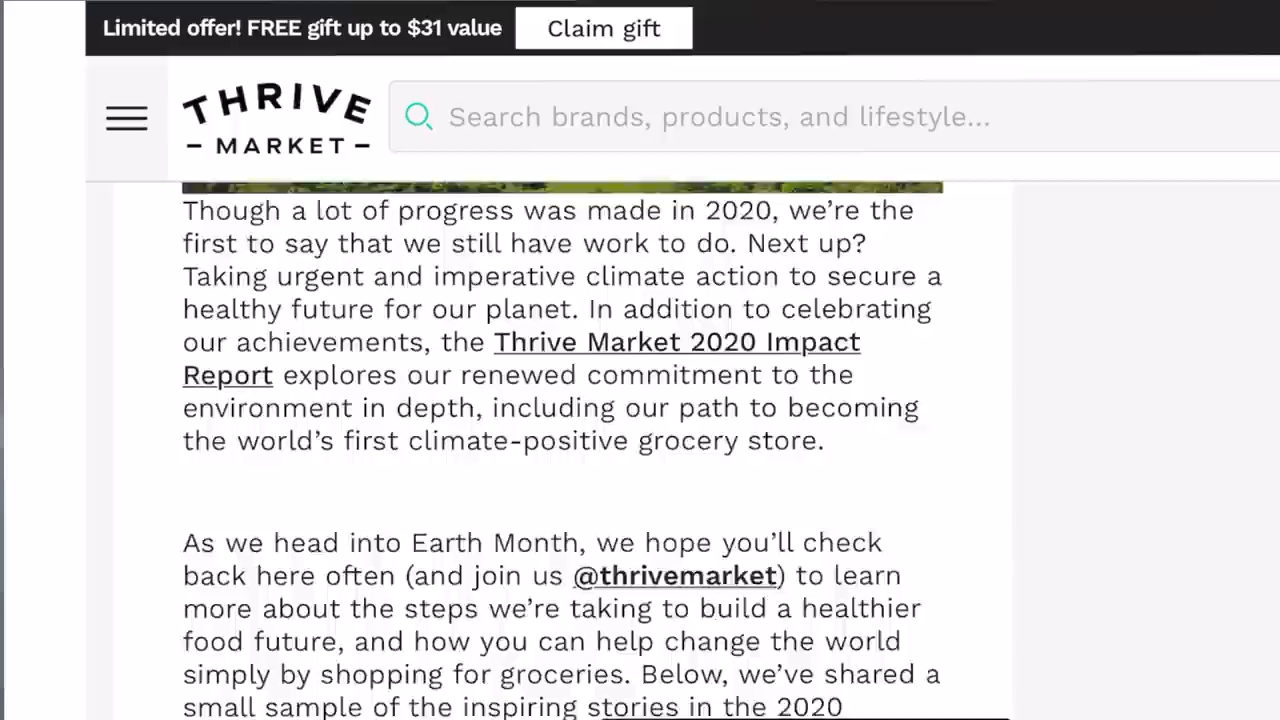 Limited offer! FREE gift up to $31 value
Claim gift
THRIVE
– MARKET –
Search brands, products, and lifestyle...
Though a lot of progress was made in 2020, we’re the
first to say that we still have work to do. Next up?
Taking urgent and imperative climate action to secure a
healthy future for our planet. In addition to celebrating
our achievements, the Thrive Market 2020 Impact
Report explores our renewed commitment to the
environment in depth, including our path to becoming
the world’s first climate-positive grocery store.
As we head into Earth Month, we hope you’ll check
back here often (and join us @thrivemarket) to learn
more about the steps we’re taking to build a healthier
food future, and how you can help change the world
simply by shopping for groceries. Below, we’ve shared a
small sample of the inspiring stories in the 2020